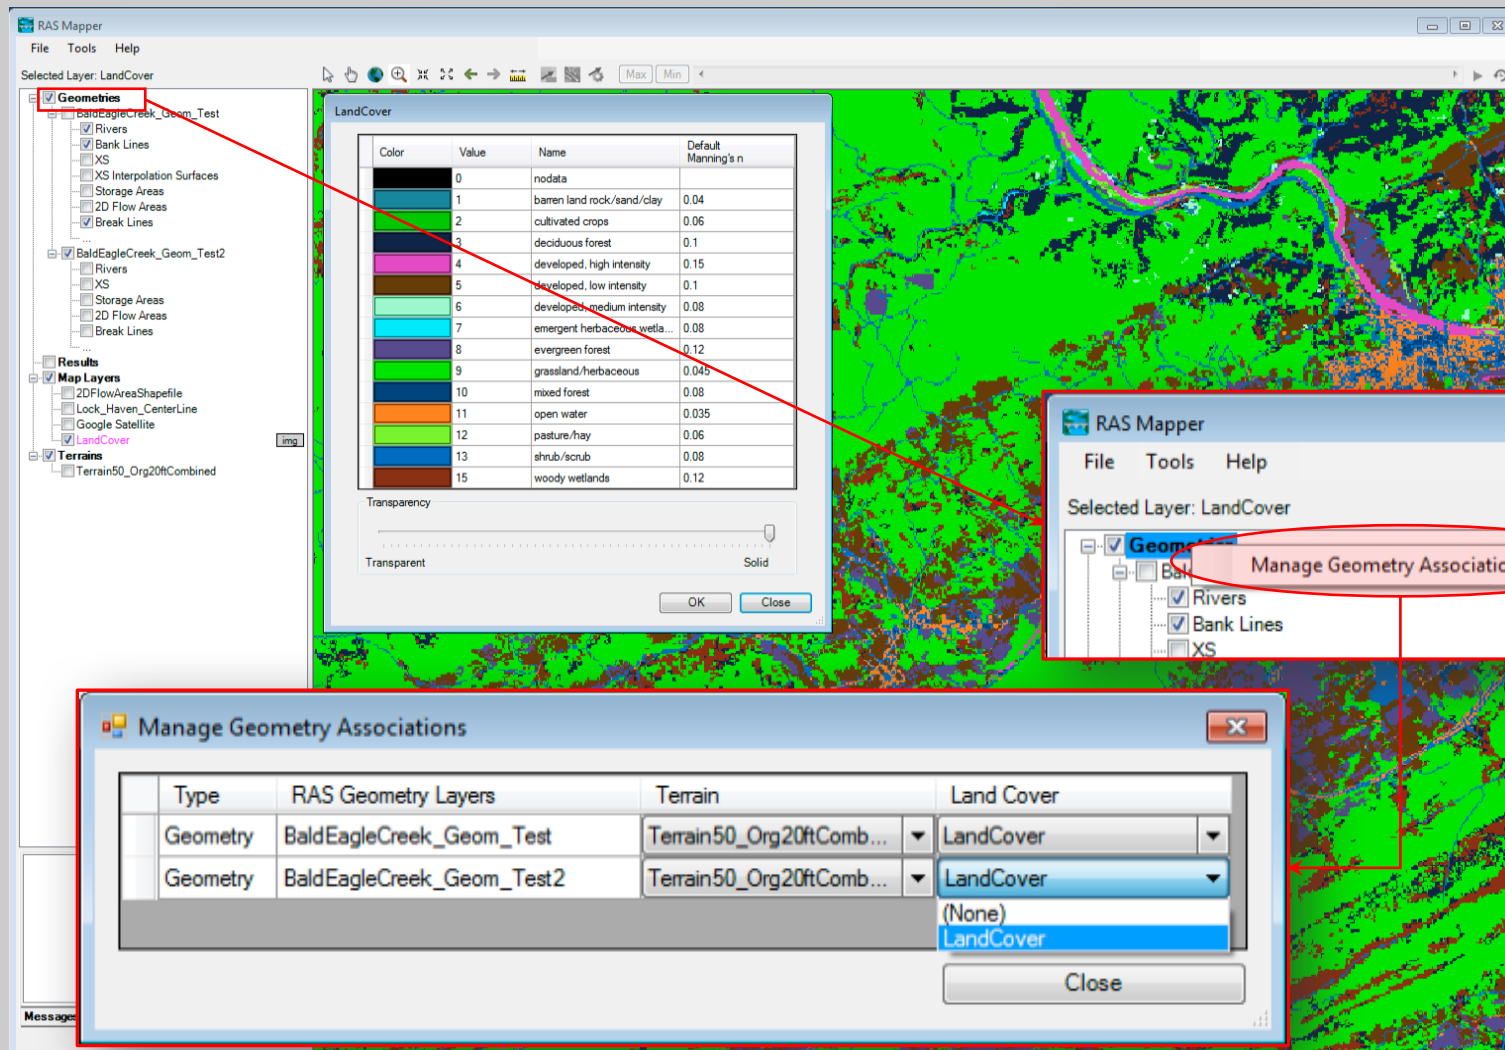 RAS Mapper
File Tools Help
Selected Layer: LandCover
Max Min
Geometries
BaldEagleCreek_Geom_Test
Rivers
Bank Lines
XS
XS Interpolation Surfaces
Storage Areas
2D Flow Areas
Break Lines
...
BaldEagleCreek_Geom_Test2
Rivers
XS
Storage Areas
2D Flow Areas
Break Lines
...
Results
Map Layers
2DFlowAreaShapefile
Lock_Haven_CenterLine
Google Satellite
LandCover img
Terrains
Terrain50_Org20ftCombined
Messages
LandCover
Color Value Name Default Manning's n
0 nodata
1 barren land rock/sand/clay 0.04
2 cultivated crops 0.06
3 deciduous forest 0.1
4 developed, high intensity 0.15
5 developed, low intensity 0.1
6 developed, medium intensity 0.08
7 emergent herbaceous wetla... 0.08
8 evergreen forest 0.12
9 grassland/herbaceous 0.045
10 mixed forest 0.08
11 open water 0.035
12 pasture/hay 0.06
13 shrub/scrub 0.08
15 woody wetlands 0.12
Transparency
Transparent Solid
OK Close
RAS Mapper
File Tools Help
Selected Layer: LandCover
Geometries
Manage Geometry Associatio
Bal
Rivers
Bank Lines
XS
Manage Geometry Associations
Type RAS Geometry Layers Terrain Land Cover
Geometry BaldEagleCreek_Geom_Test Terrain50_Org20ftComb... LandCover
Geometry BaldEagleCreek_Geom_Test2 Terrain50_Org20ftComb... LandCover
(None)
LandCover
Close